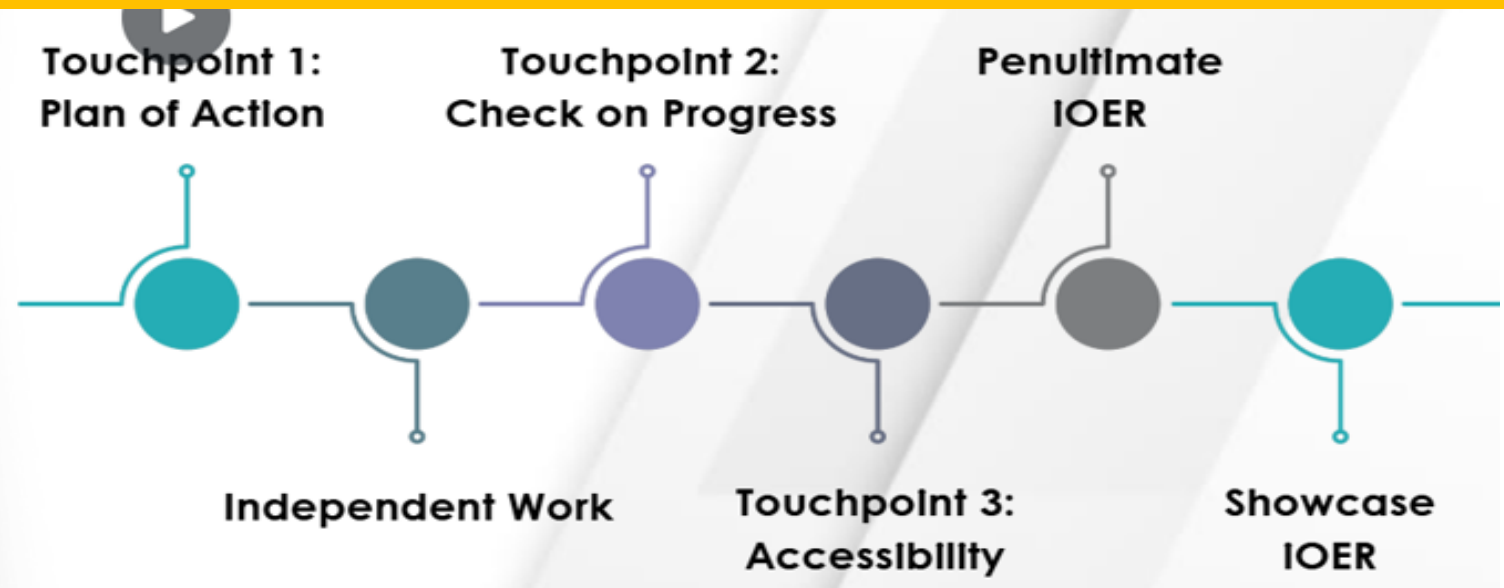 Touchpoint 1:
Plan of Action
Independent Work
Touchpoint 2:
Check on Progress
Touchpoint 3:
Accessibility
Penultimate
IOER
Showcase
IOER